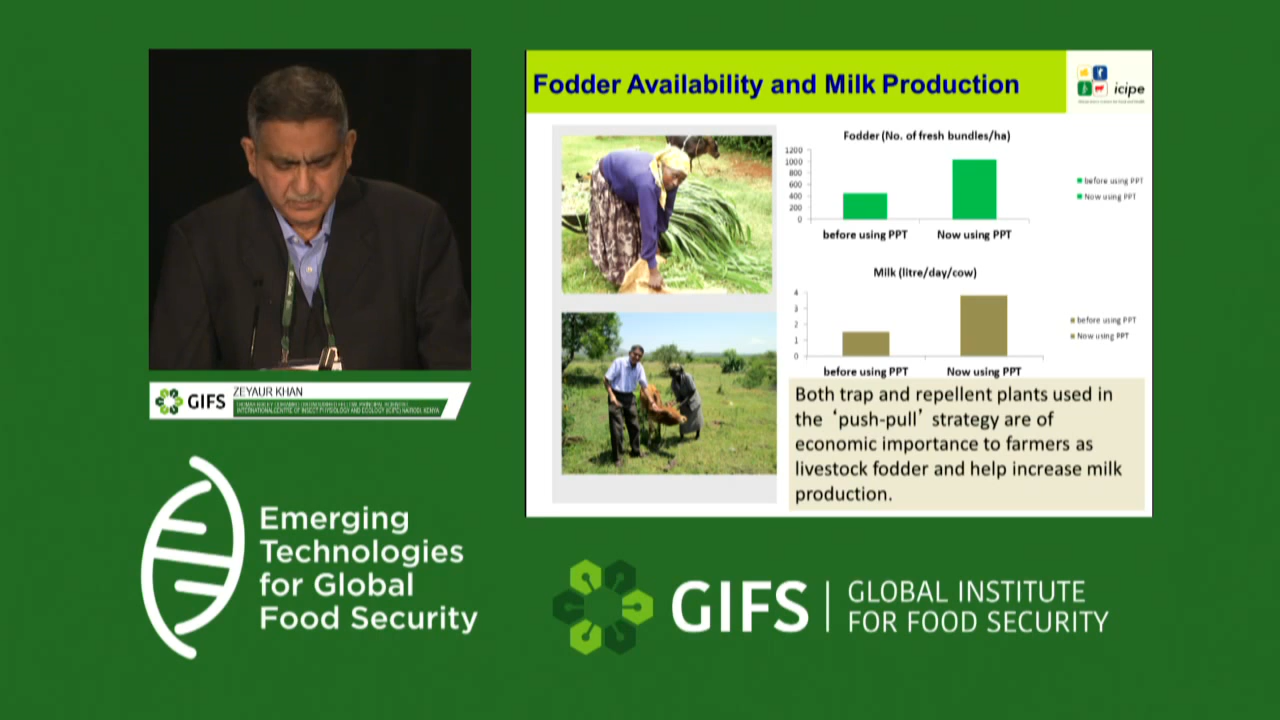 Fodder Availability and Milk Production
icipe
Fodder (No. of fresh bundles/ha)
1200
1000
800
600
400
200
0
before using PPT
Now using PPT
before using PPT
Now using PPT
Milk (litre/day/cow)
4
3
2
1
0
before using PPT
Now using PPT
before using PPT
Now using PPT
Both trap and repellent plants used in
the ‘push-pull’ strategy are of
economic importance to farmers as
livestock fodder and help increase milk
production.
GIFS
ZEYAUR KHAN
INTERNATIONAL CENTRE OF INSECT PHYSIOLOGY AND ECOLOGY (ICIPE) NAIROBI, KENYA
Emerging
Technologies
for Global
Food Security
GIFS
GLOBAL INSTITUTE
FOR FOOD SECURITY